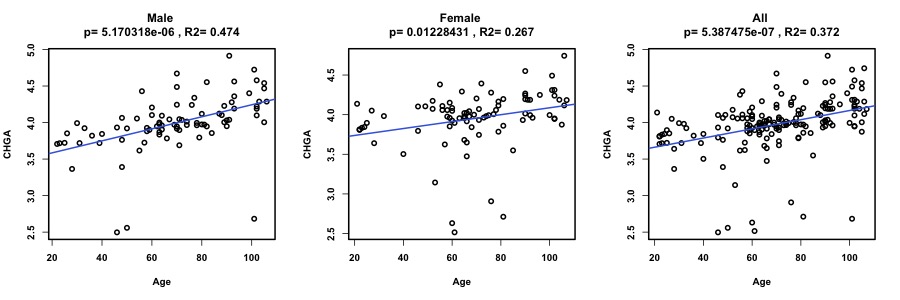 Male
p= 5.170318e-06 , R2= 0.474
5.0
4.5
4.0
3.5
3.0
2.5
CHGA
20 40 60 80 100
Age
Female
p= 0.01228431 , R2= 0.267
4.5
4.0
3.5
3.0
2.5
CHGA
20 40 60 80 100
Age
All
p= 5.387475e-07 , R2= 0.372
5.0
4.5
4.0
3.5
3.0
2.5
CHGA
20 40 60 80 100
Age